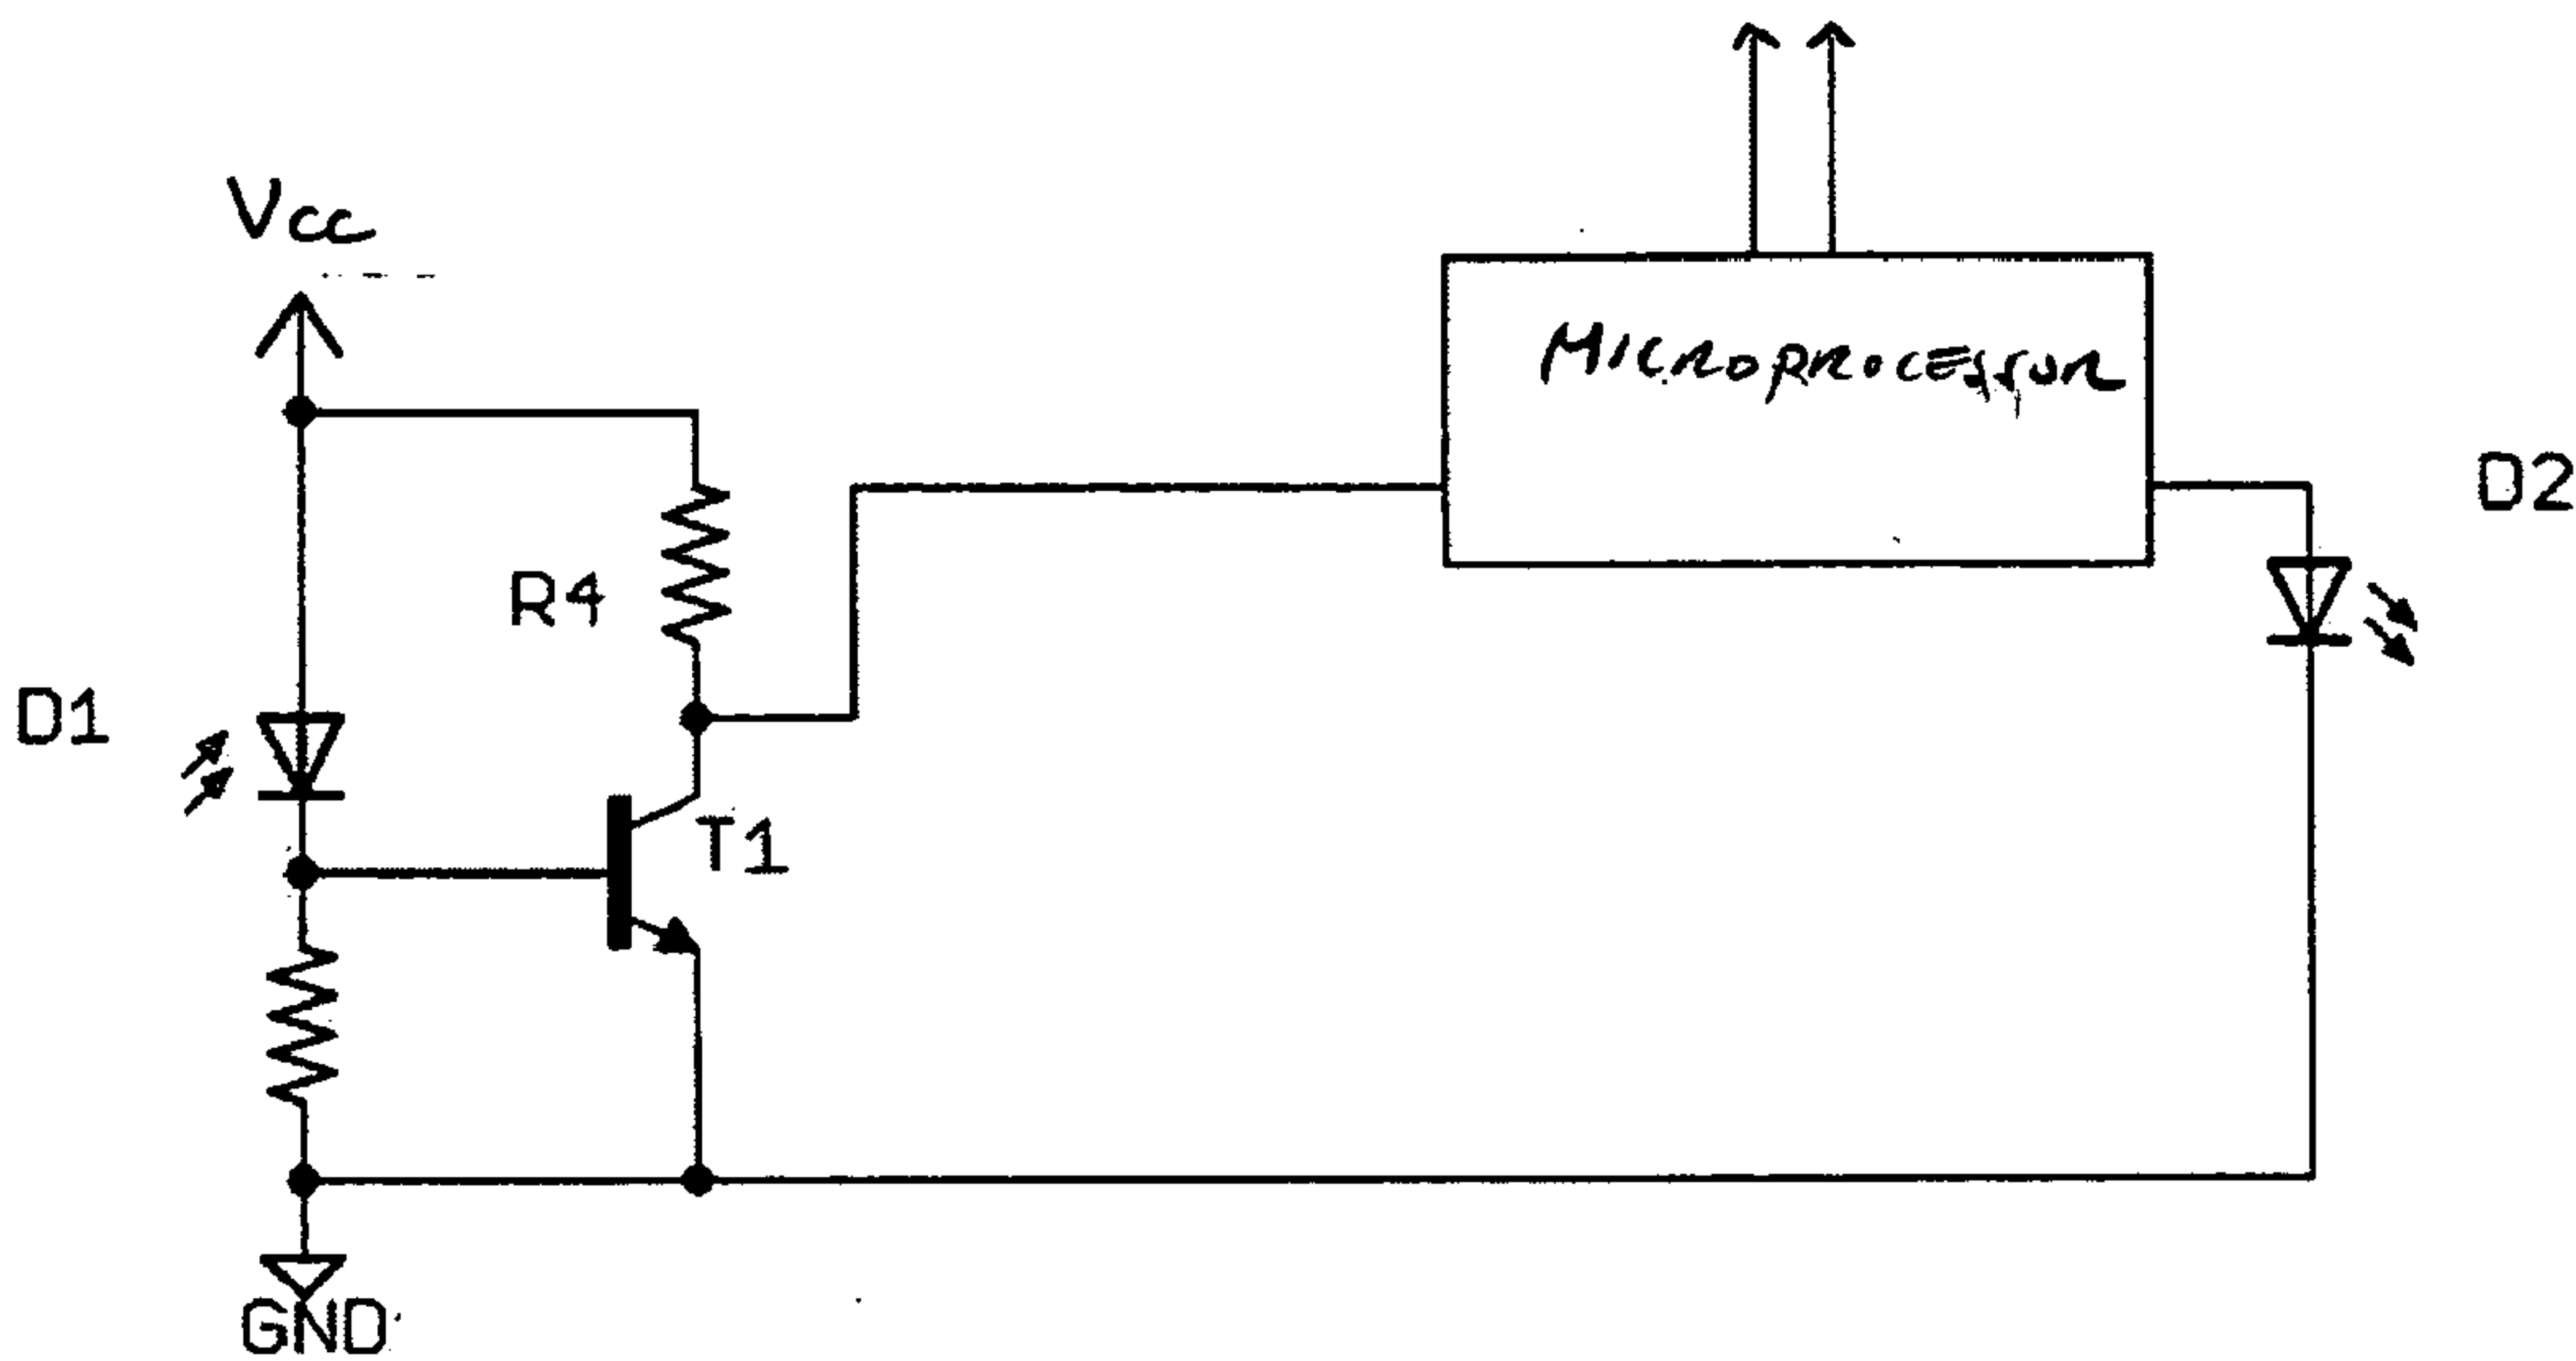 Vcc
MICROPROCESSOR
D2
R4
D1
T1
GND